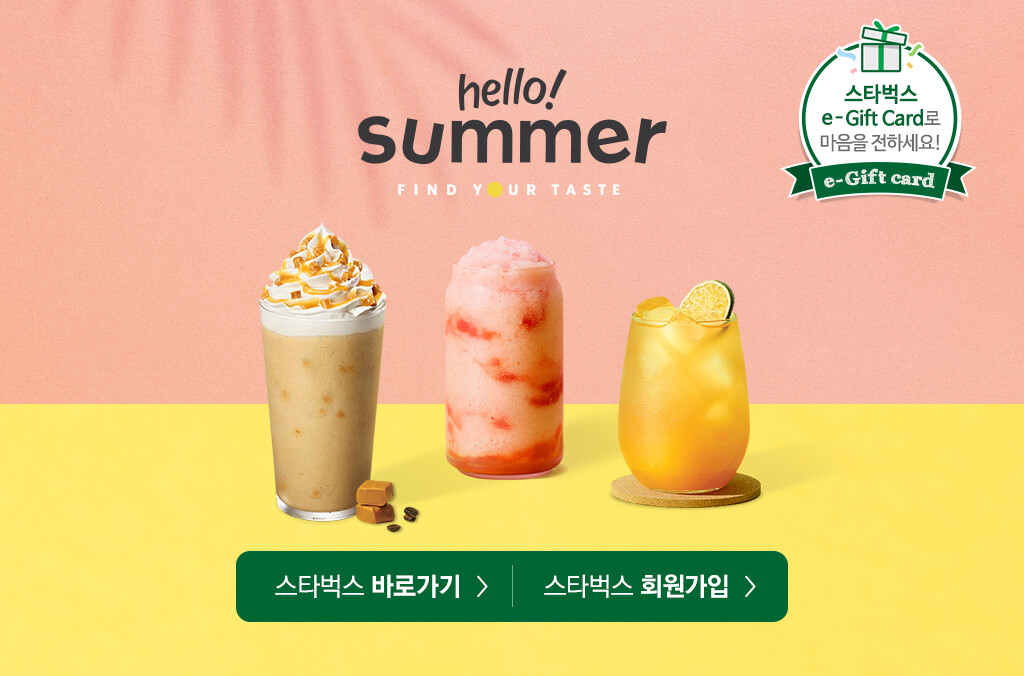 hello!
summer
FIND YOUR TASTE
스타벅스
e-Gift Card로
마음을 전하세요!
e-Gift card
스타벅스 바로가기 >
스타벅스 회원가입 >